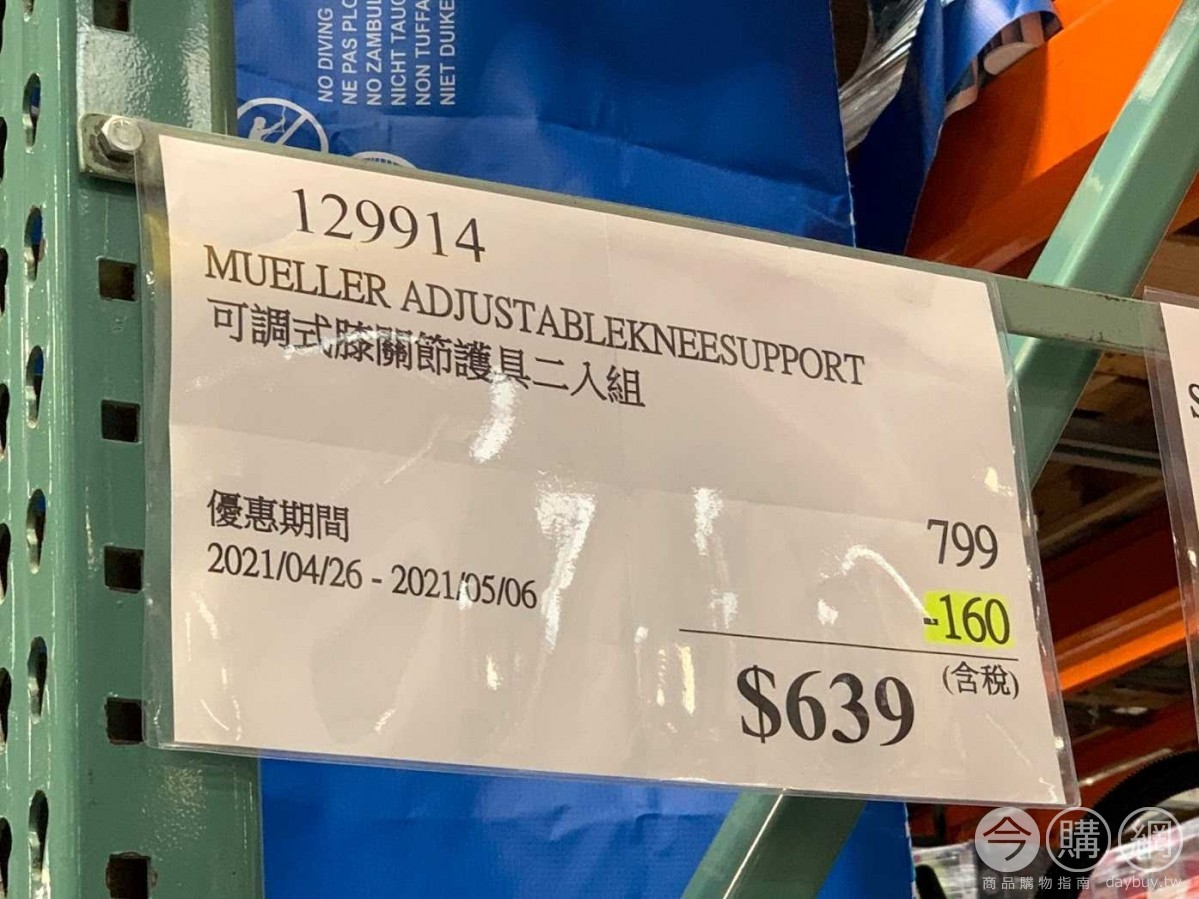 NO DIVING
NE PAS PLO
NO ZAMBUL
NICHT TAUC
NON TUFFA
NIET DUIKE
129914
MUELLER ADJUSTABLEKNEESUPPORT
可調式膝關節護具二入組
優惠期間
2021/04/26 - 2021/05/06
799
-160
(含稅)
$639
S
今購網
商品購物指南 daybuy.tw